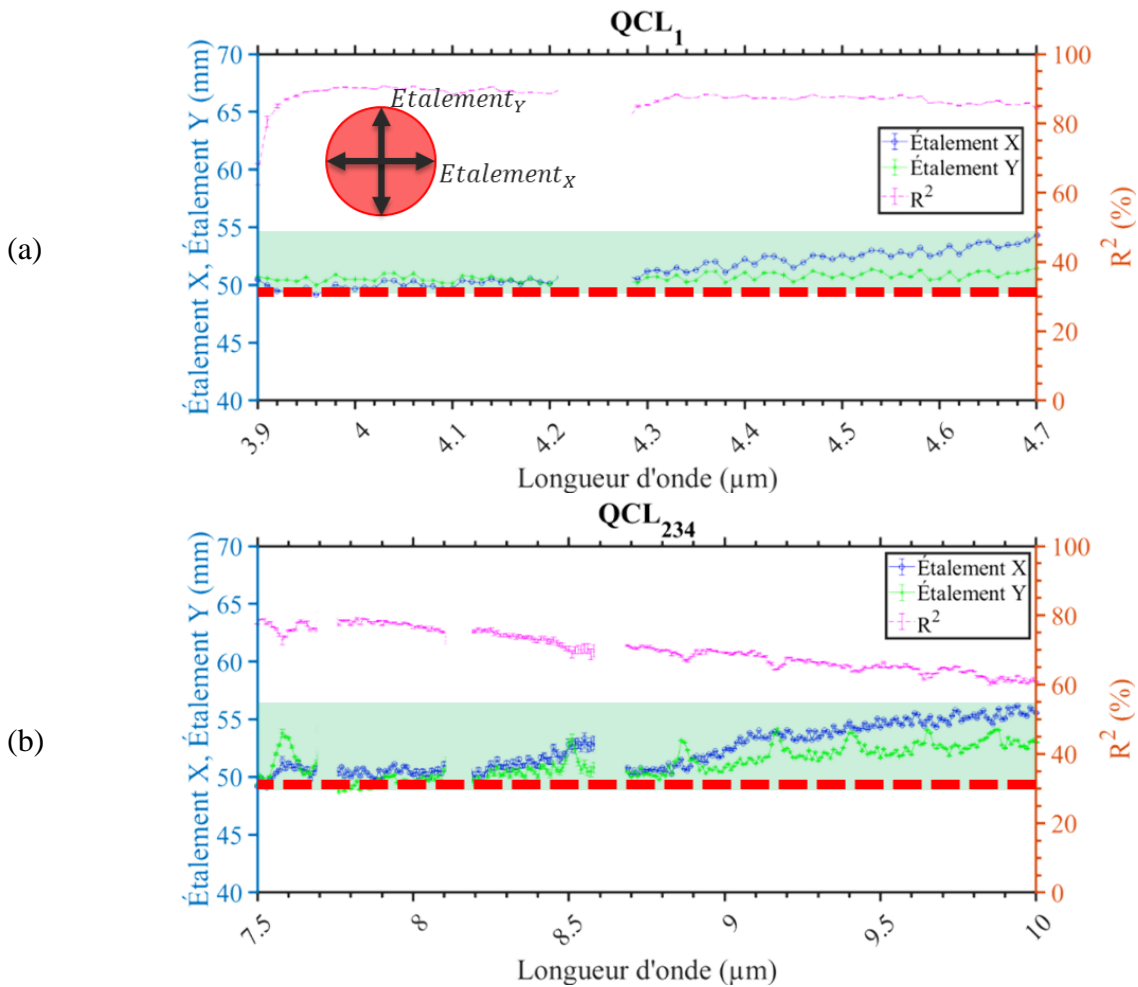 (a)
QCL₁
Étalement X, Étalement Y (mm)
70
65
60
55
50
45
40
Etalement_Y
Etalement_X
Étalement X
Étalement Y
R²
100
80
60
40
20
0
R² (%)
3.9 4 4.1 4.2 4.3 4.4 4.5 4.6 4.7
Longueur d'onde (µm)
(b)
QCL₂₃₄
Étalement X, Étalement Y (mm)
70
65
60
55
50
45
40
Étalement X
Étalement Y
R²
100
80
60
40
20
0
R² (%)
7.5 8 8.5 9 9.5 10
Longueur d'onde (µm)